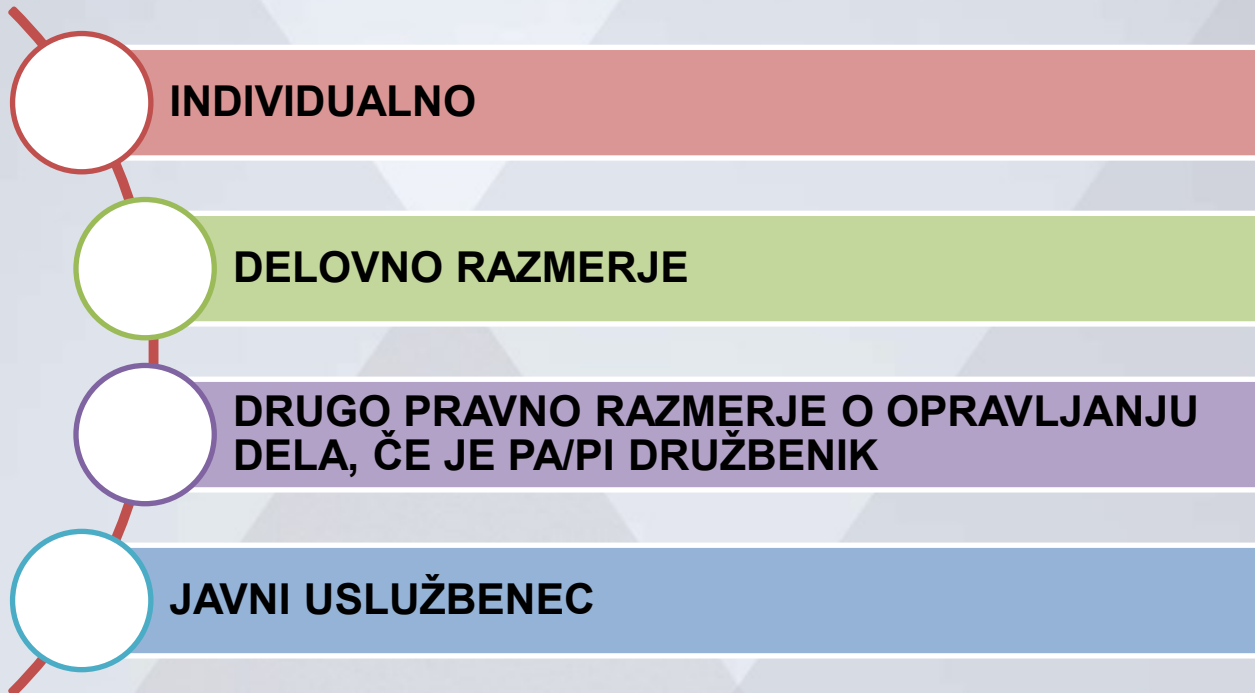 INDIVIDUALNO
DELOVNO RAZMERJE
DRUGO PRAVNO RAZMERJE O OPRAVLJANJU
DELA, ČE JE PA/PI DRUŽBENIK
JAVNI USLUŽBENEC